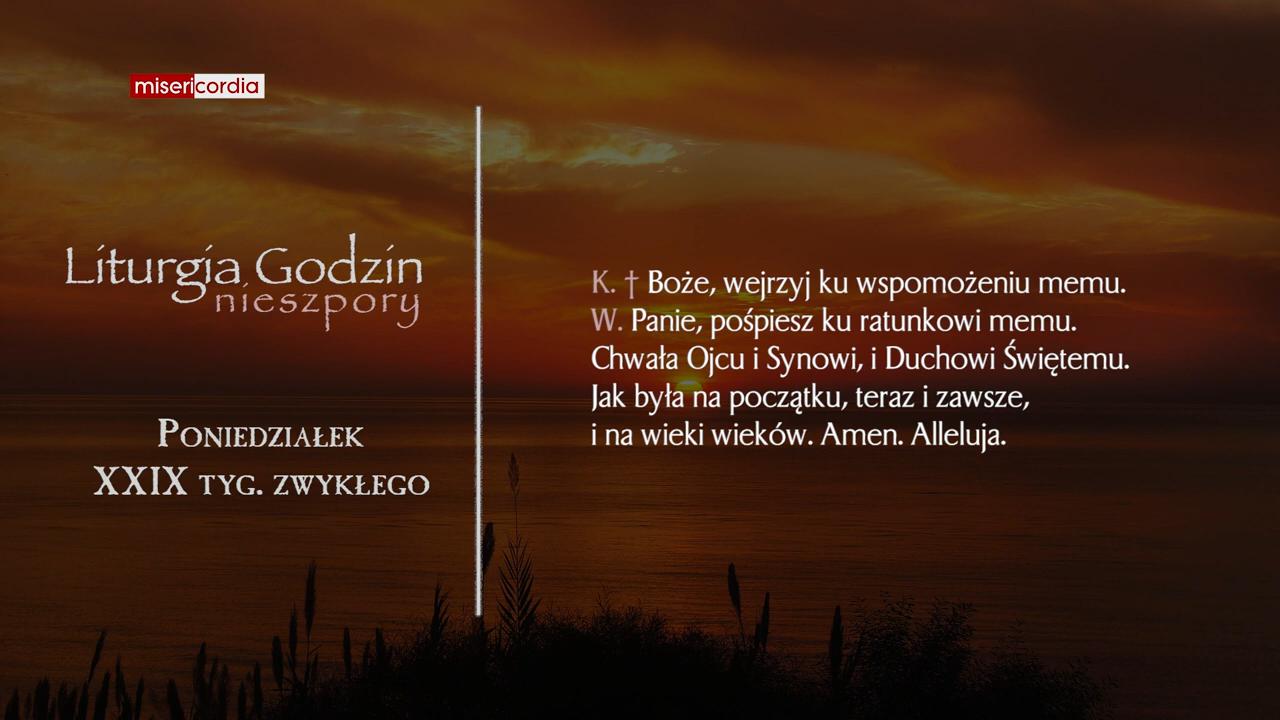 misericordia
Liturgia Godzin
nieszpory
Poniedziałek
XXIX tyg. zwykłego
K. † Boże, wejrzyj ku wspomożeniu memu.
W. Panie, pośpiesz ku ratunkowi memu.
Chwała Ojcu i Synowi, i Duchowi Świętemu.
Jak była na początku, teraz i zawsze,
i na wieki wieków. Amen. Alleluja.